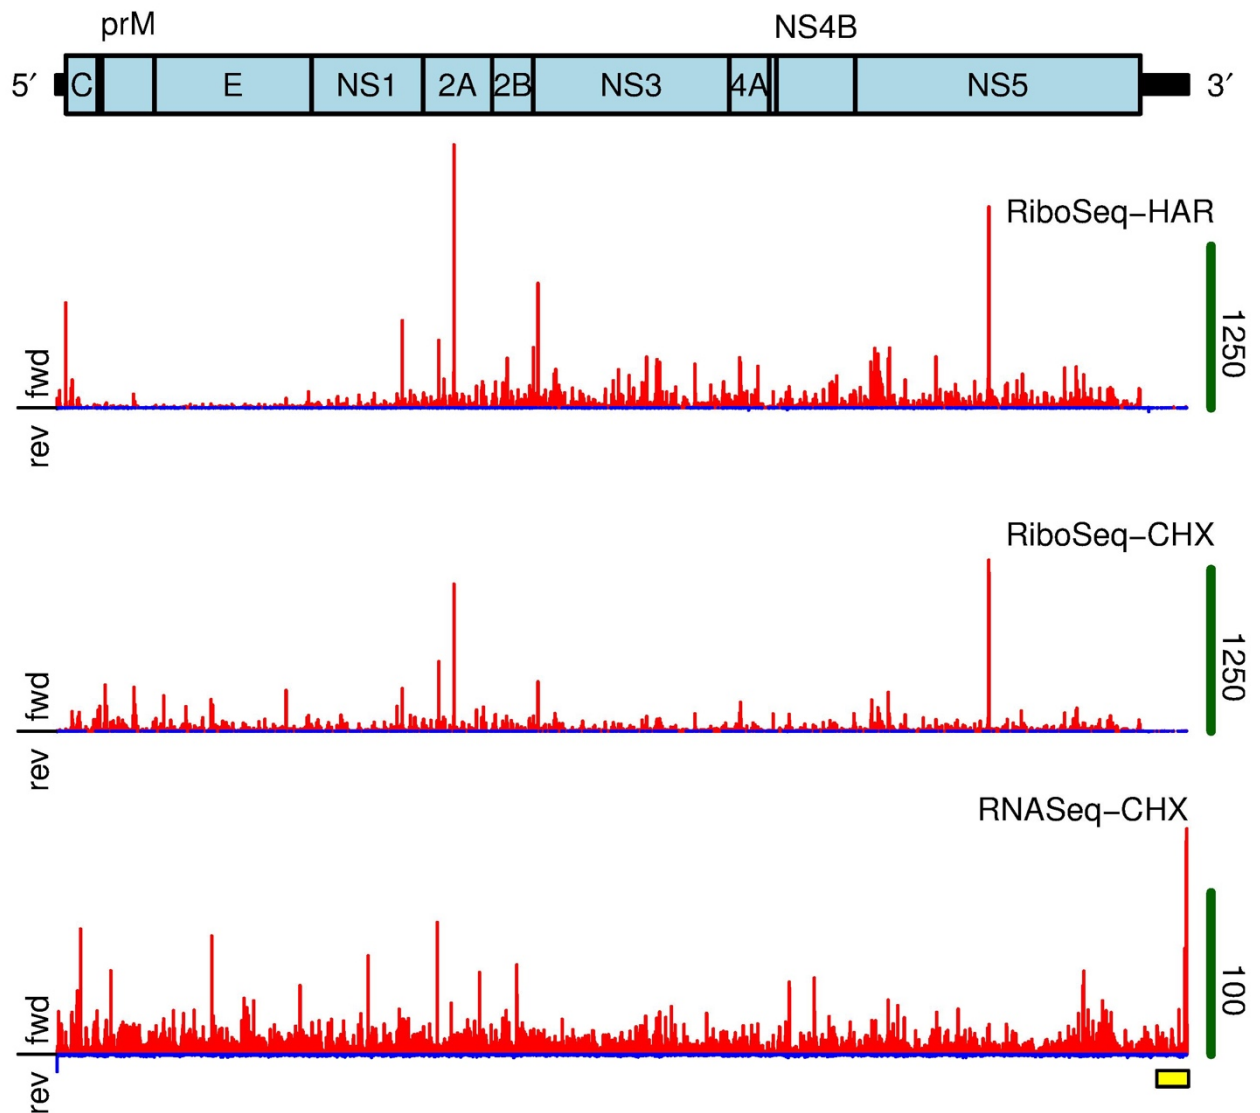 prM NS4B
5′ C E NS1 2A 2B NS3 4A NS5 3′
RiboSeq−HAR
fwd
rev
1250
RiboSeq−CHX
fwd
rev
1250
RNASeq−CHX
fwd
rev
100